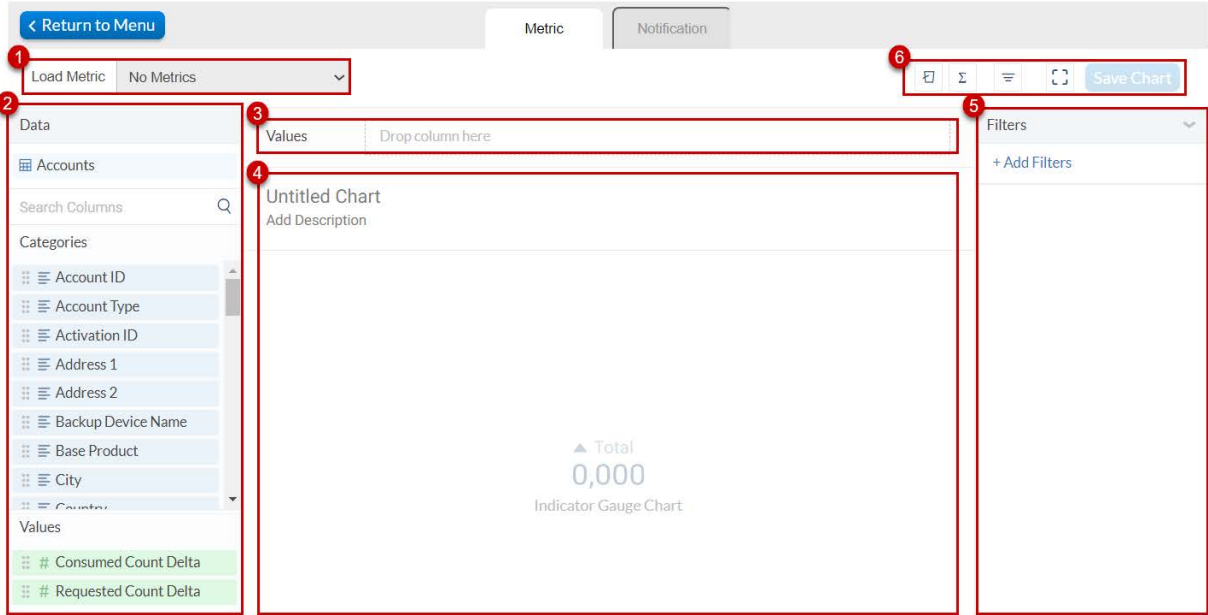 Return to Menu
Metric
Notification
1
Load Metric
No Metrics
6
Σ
Save Chart
2
Data
Accounts
Search Columns
Categories
Account ID
Account Type
Activation ID
Address 1
Address 2
Backup Device Name
Base Product
City
Country
Values
# Consumed Count Delta
# Requested Count Delta
3
Values
Drop column here
4
Untitled Chart
Add Description
Total
0,000
Indicator Gauge Chart
5
Filters
+ Add Filters